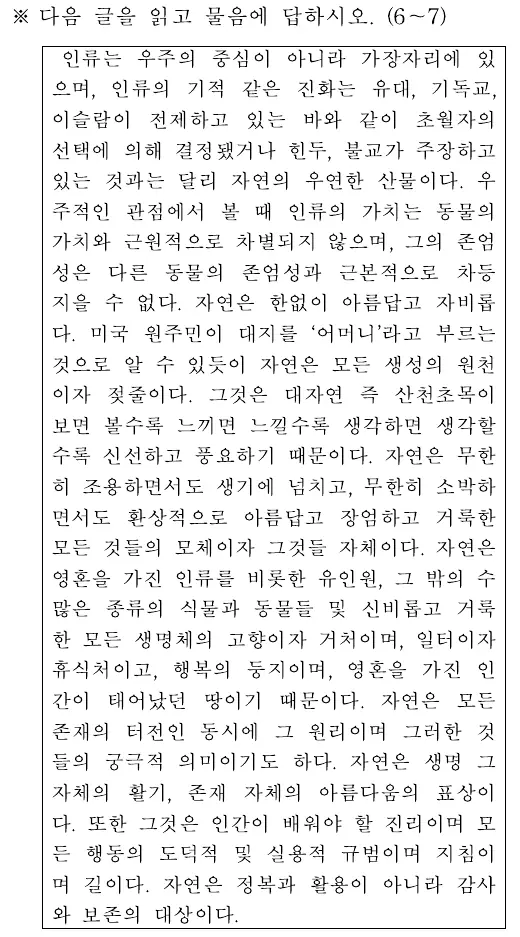 ※ 다음 글을 읽고 물음에 답하시오. (6～7)
인류는 우주의 중심이 아니라 가장자리에 있
으며, 인류의 기적 같은 진화는 유대, 기독교,
이슬람이 전제하고 있는 바와 같이 초월자의
선택에 의해 결정됐거나 힌두, 불교가 주장하고
있는 것과는 달리 자연의 우연한 산물이다. 우
주적인 관점에서 볼 때 인류의 가치는 동물의
가치와 근원적으로 차별되지 않으며, 그의 존엄
성은 다른 동물의 존엄성과 근본적으로 차등
지을 수 없다. 자연은 한없이 아름답고 자비롭
다. 미국 원주민이 대지를 ‘어머니’라고 부르는
것으로 알 수 있듯이 자연은 모든 생성의 원천
이자 젖줄이다. 그것은 대자연 즉 산천초목이
보면 볼수록 느끼면 느낄수록 생각하면 생각할
수록 신선하고 풍요하기 때문이다. 자연은 무한
히 조용하면서도 생기에 넘치고, 무한히 소박하
면서도 환상적으로 아름답고 장엄하고 거룩한
모든 것들의 모체이자 그것들 자체이다. 자연은
영혼을 가진 인류를 비롯한 유인원, 그 밖의 수
많은 종류의 식물과 동물들 및 신비롭고 거룩
한 모든 생명체의 고향이자 거처이며, 일터이자
휴식처이고, 행복의 둥지이며, 영혼을 가진 인
간이 태어났던 땅이기 때문이다. 자연은 모든
존재의 터전인 동시에 그 원리이며 그러한 것
들의 궁극적 의미이기도 하다. 자연은 생명 그
자체의 활기, 존재 자체의 아름다움의 표상이
다. 또한 그것은 인간이 배워야 할 진리이며 모
든 행동의 도덕적 및 실용적 규범이며 지침이
며 길이다. 자연은 정복과 활용이 아니라 감사
와 보존의 대상이다.